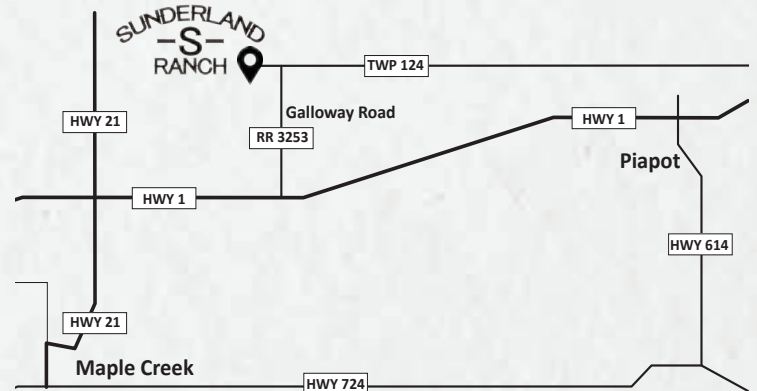 SUNDERLAND
-S-
RANCH
TWP 124
HWY 21
Galloway Road
HWY 1
RR 3253
Piapot
HWY 1
HWY 614
HWY 21
Maple Creek
HWY 724